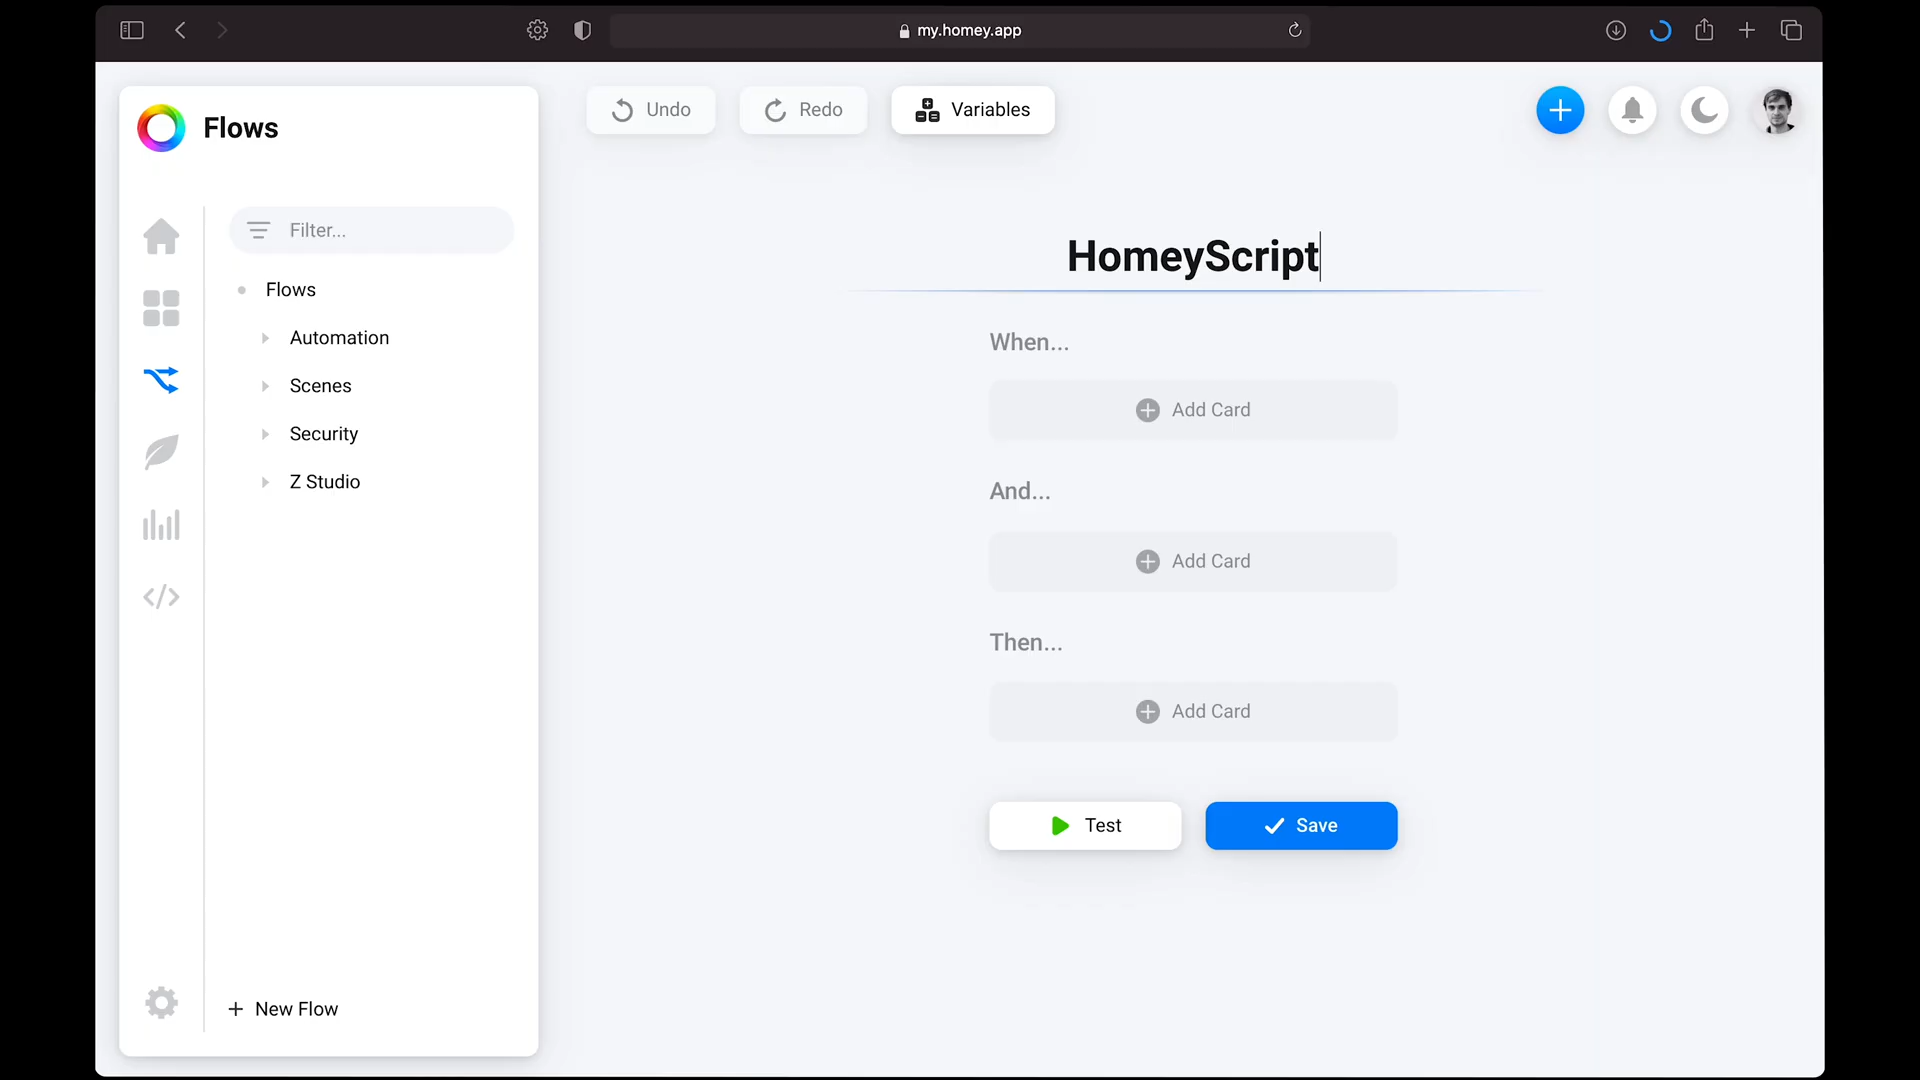 my.homey.app
Flows
Undo
Redo
Variables
Filter...
HomeyScript
Flows
Automation
Scenes
Security
Z Studio
When...
Add Card
And...
Add Card
Then...
Add Card
Test
Save
New Flow